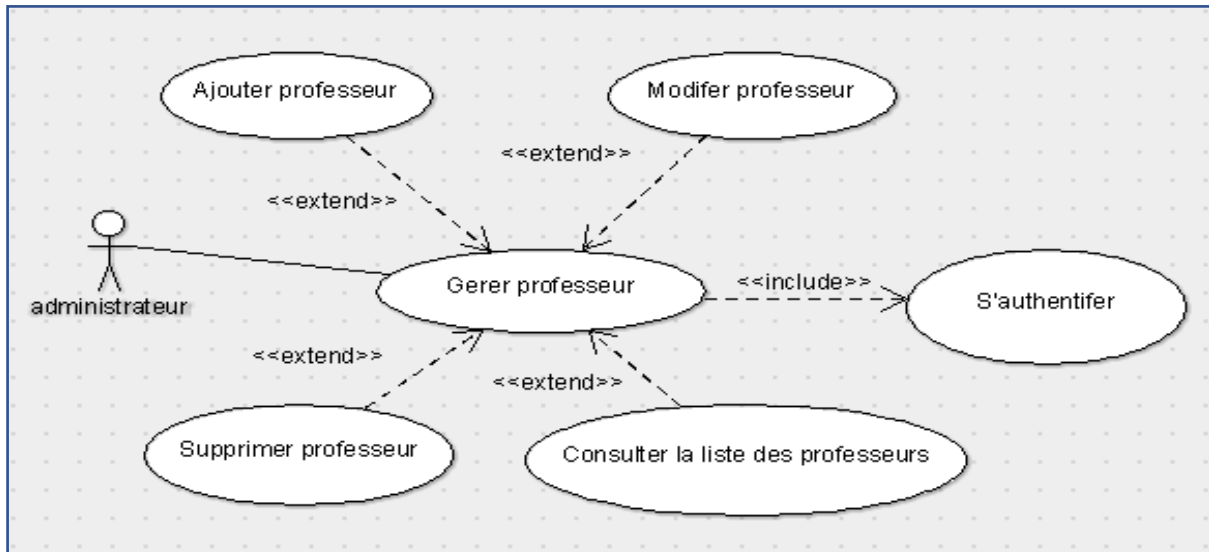 Ajouter professeur
Modifer professeur
<<extend>>
<<extend>>
administrateur
Gerer professeur
<<include>>
S'authentifer
<<extend>>
<<extend>>
Supprimer professeur
Consulter la liste des professeurs